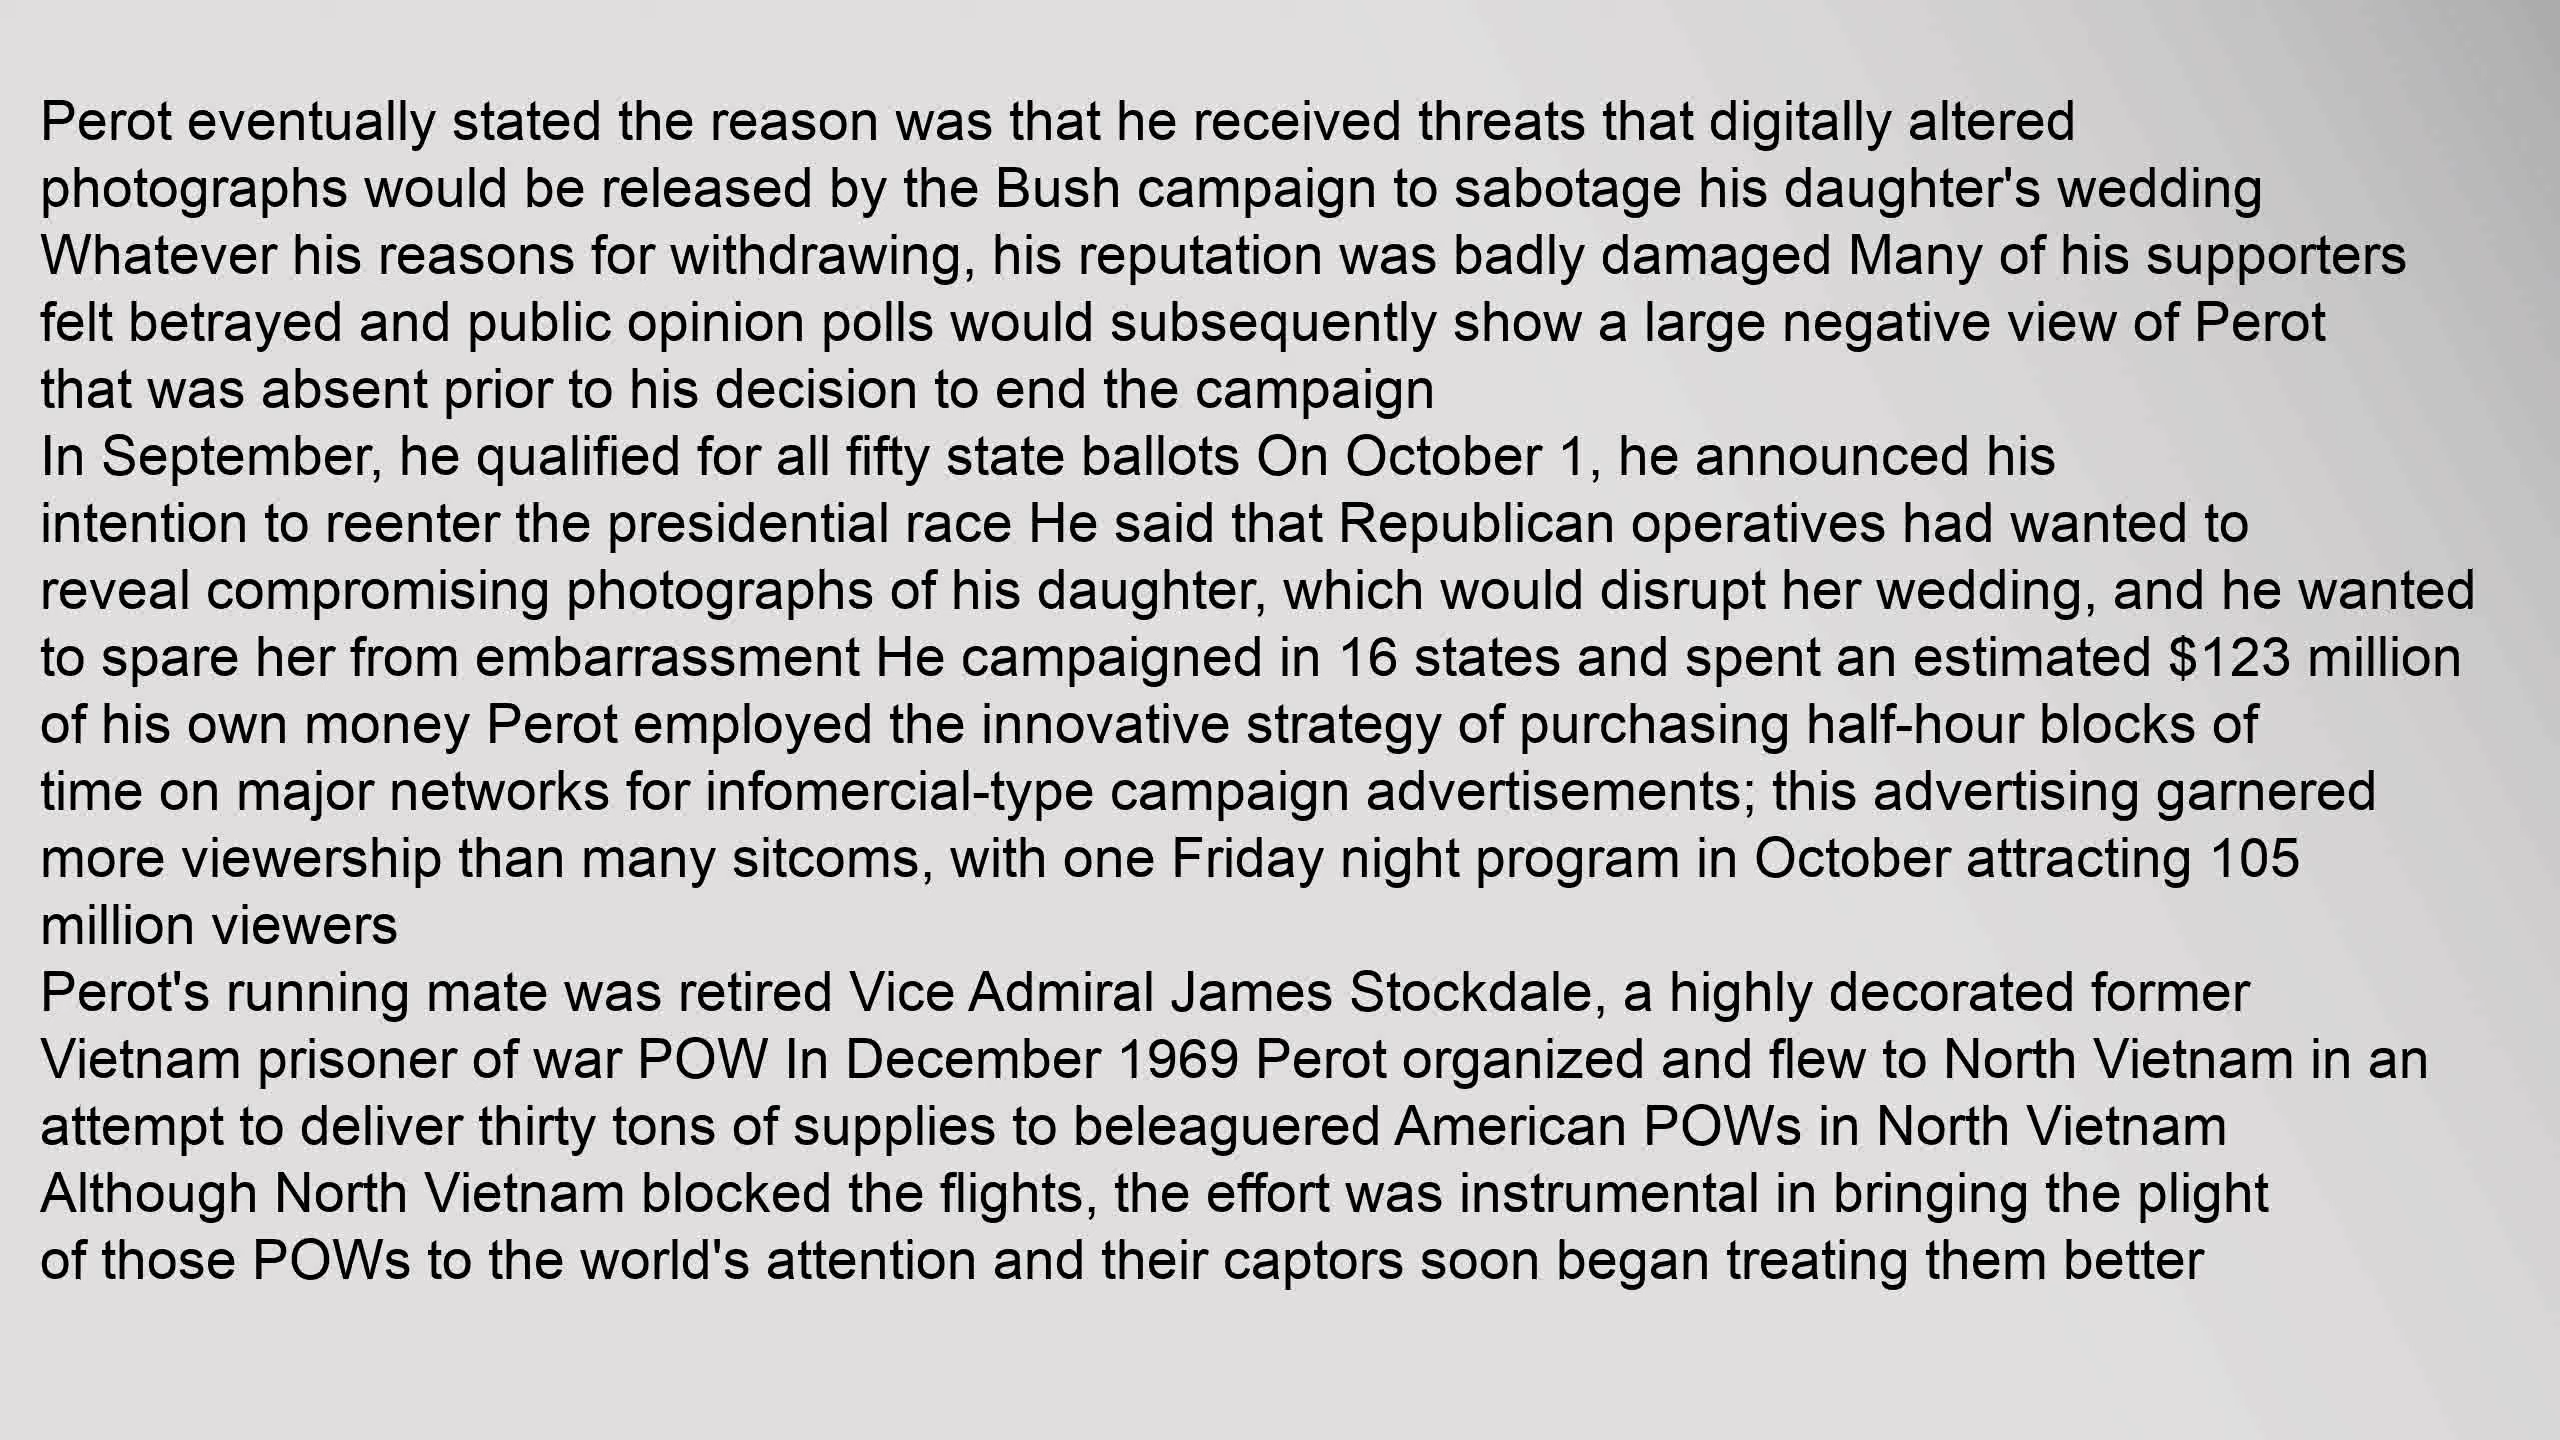 Perot eventually stated the reason was that he received threats that digitally altered
photographs would be released by the Bush campaign to sabotage his daughter's wedding
Whatever his reasons for withdrawing, his reputation was badly damaged Many of his supporters
felt betrayed and public opinion polls would subsequently show a large negative view of Perot
that was absent prior to his decision to end the campaign
In September, he qualified for all fifty state ballots On October 1, he announced his
intention to reenter the presidential race He said that Republican operatives had wanted to
reveal compromising photographs of his daughter, which would disrupt her wedding, and he wanted
to spare her from embarrassment He campaigned in 16 states and spent an estimated $123 million
of his own money Perot employed the innovative strategy of purchasing half-hour blocks of
time on major networks for infomercial-type campaign advertisements; this advertising garnered
more viewership than many sitcoms, with one Friday night program in October attracting 105
million viewers
Perot's running mate was retired Vice Admiral James Stockdale, a highly decorated former
Vietnam prisoner of war POW In December 1969 Perot organized and flew to North Vietnam in an
attempt to deliver thirty tons of supplies to beleaguered American POWs in North Vietnam
Although North Vietnam blocked the flights, the effort was instrumental in bringing the plight
of those POWs to the world's attention and their captors soon began treating them better